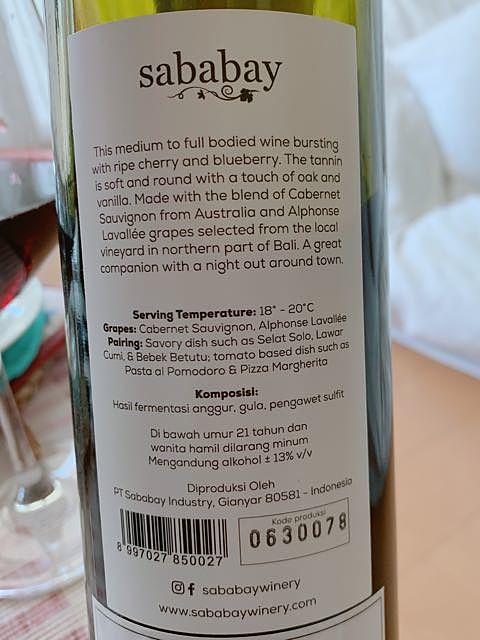 sababay
This medium to full bodied wine bursting
with ripe cherry and blueberry. The tannin
is soft and round with a touch of oak and
vanilla. Made with the blend of Cabernet
Sauvignon from Australia and Alphonse
Lavallée grapes selected from the local
vineyard in northern part of Bali. A great
companion with a night out around town.
Serving Temperature: 18° - 20°C
Grapes: Cabernet Sauvignon, Alphonse Lavallée
Pairing: Savory dish such as Selat Solo, Lawar
Cumi, & Bebek Betutu; tomato based dish such as
Pasta al Pomodoro & Pizza Margherita
Komposisi:
Hasil fermentasi anggur, gula, pengawet sulfit
Di bawah umur 21 tahun dan
wanita hamil dilarang minum
Mengandung alkohol ± 13% v/v
Diproduksi Oleh
PT Sababay Industry, Gianyar 80581 - Indonesia
Kode produksi
0630078
8 997027 850027
sababaywinery
www.sababaywinery.com